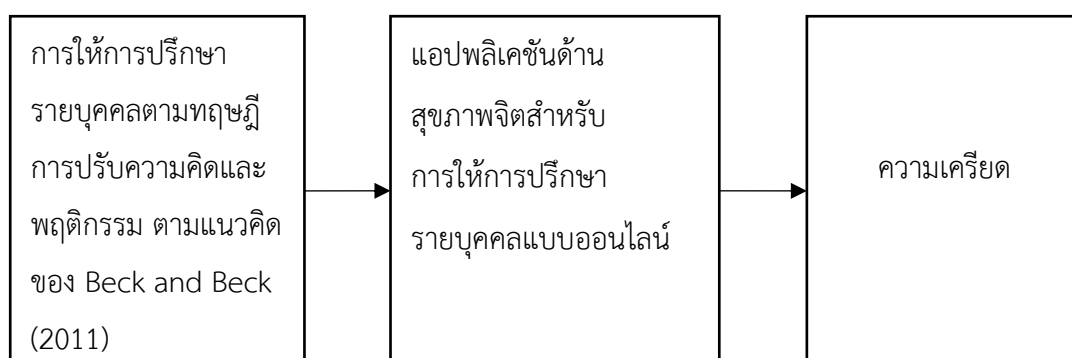 การให้การปรึกษา
รายบุคคลตามทฤษฎี
การปรับความคิดและ
พฤติกรรม ตามแนวคิด
ของ Beck and Beck
(2011)
แอปพลิเคชันด้าน
สุขภาพจิตสำหรับ
การให้การปรึกษา
รายบุคคลแบบออนไลน์
ความเครียด